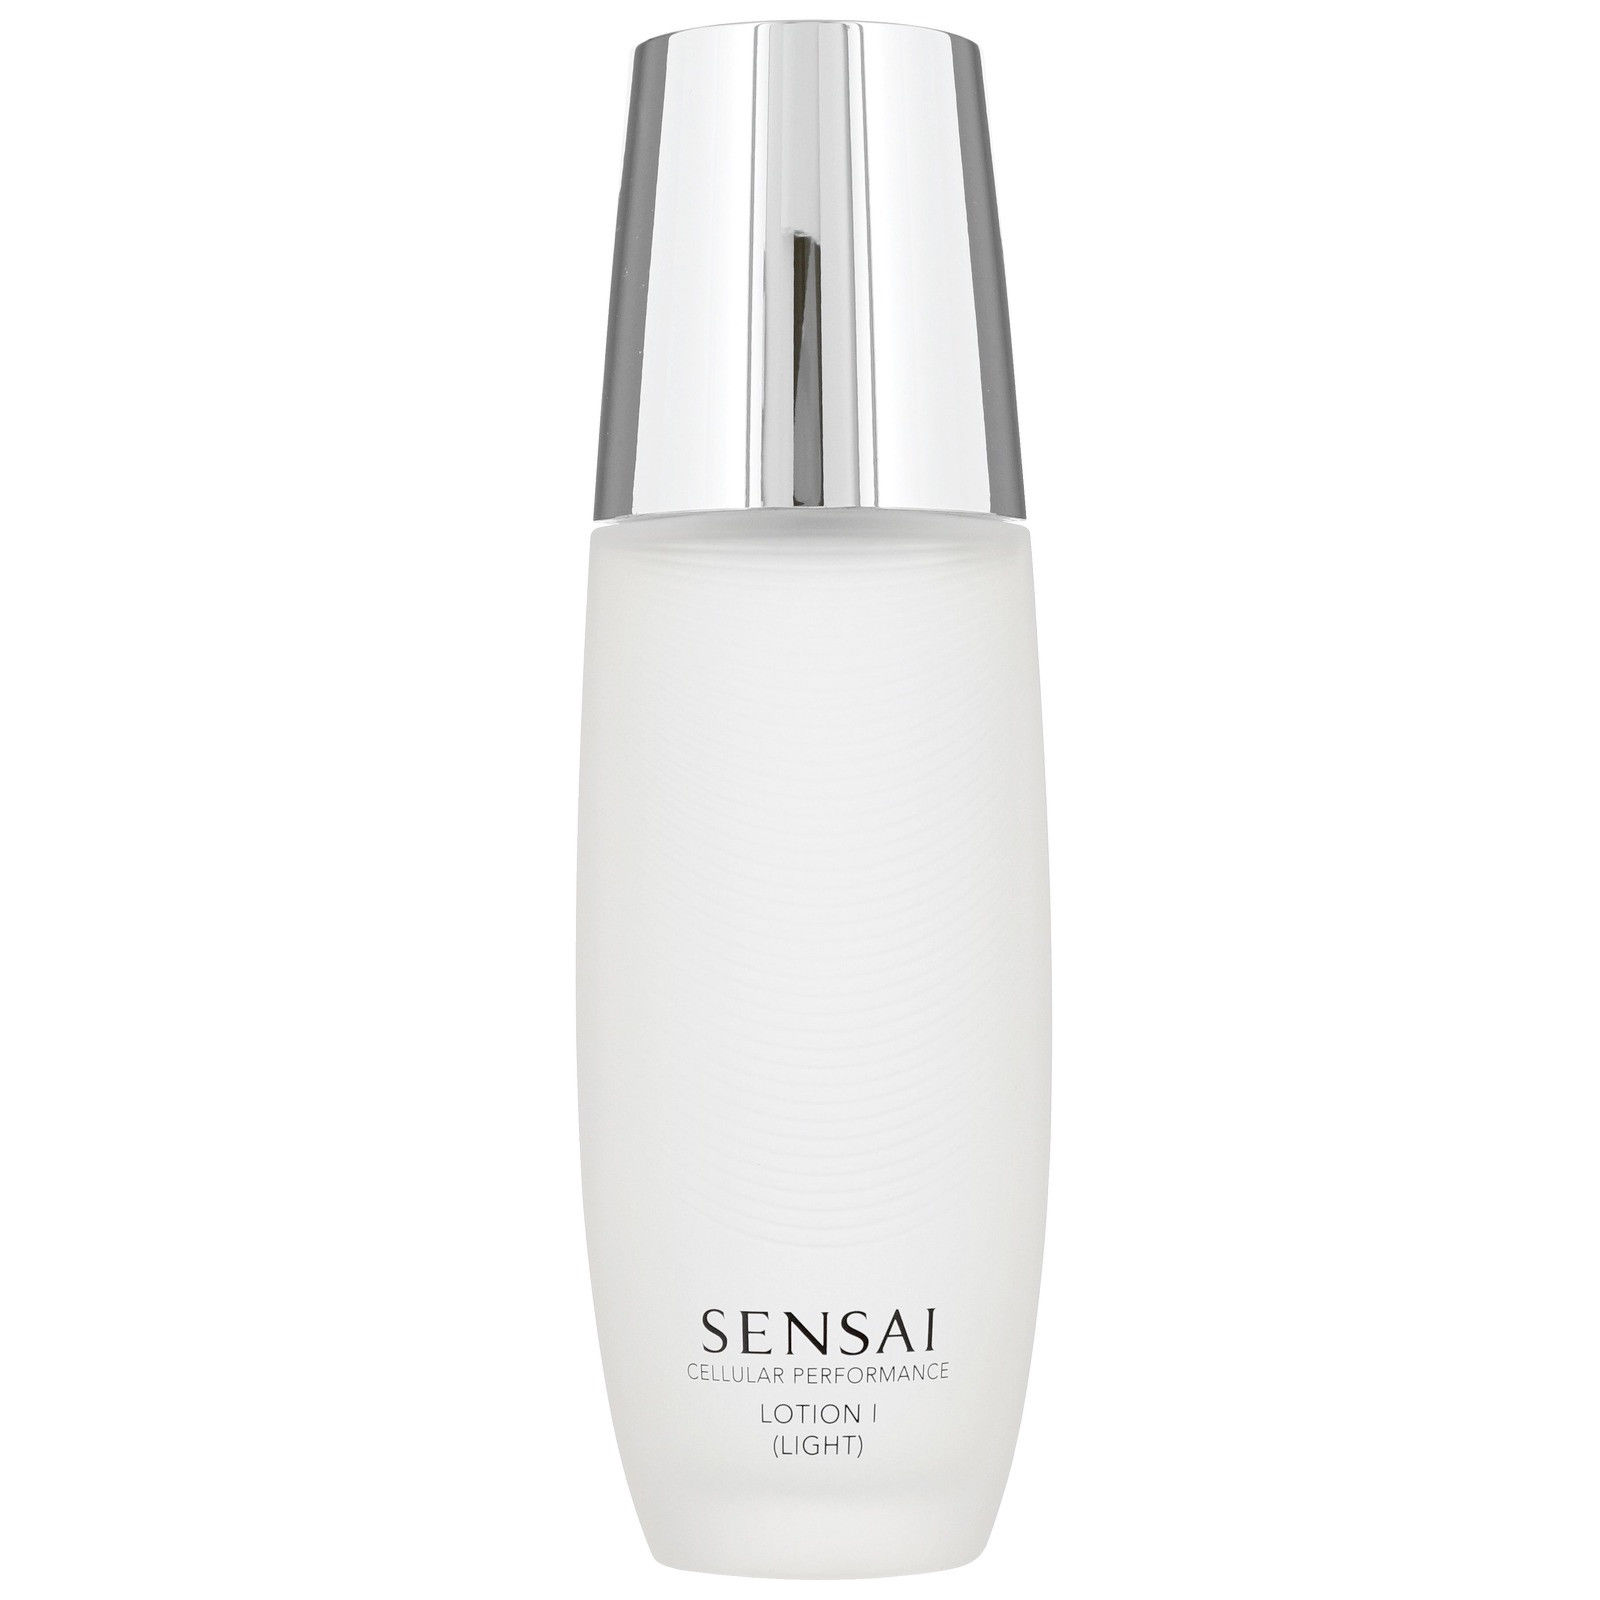 SENSAI
CELLULAR PERFORMANCE
LOTION I
(LIGHT)